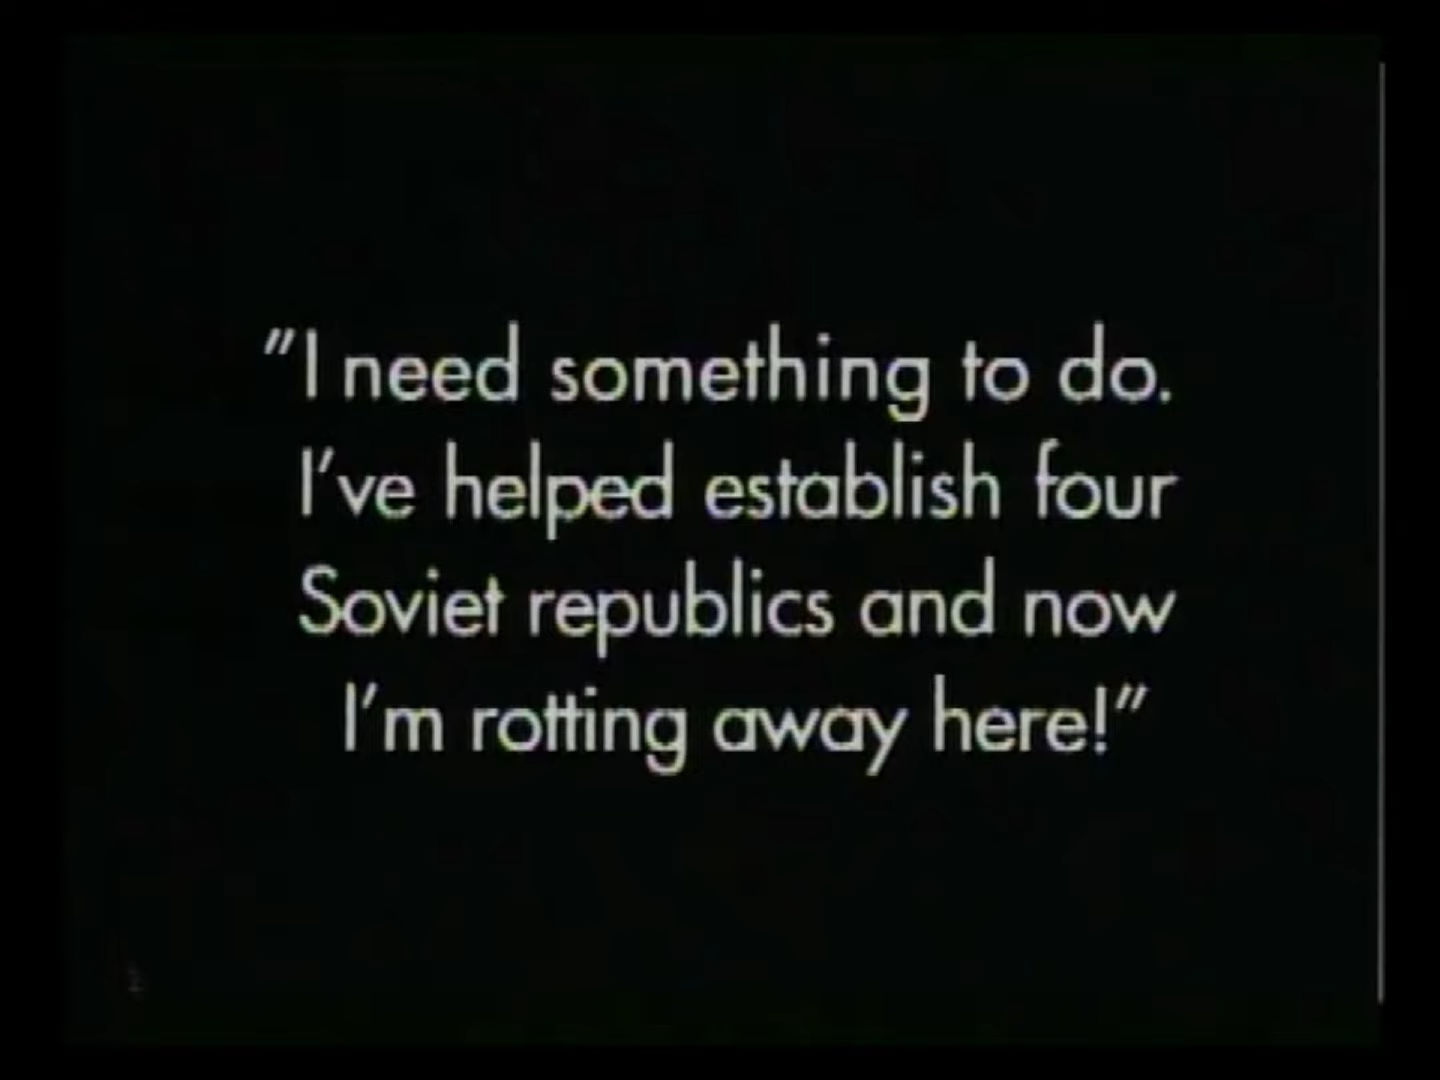 "I need something to do.
I've helped establish four
Soviet republics and now
I'm rotting away here!"